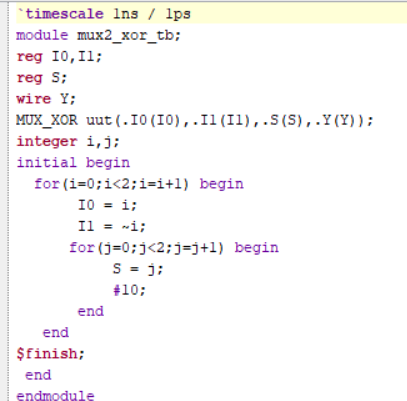 `timescale 1ns / 1ps
module mux2_xor_tb;
reg I0,I1;
reg S;
wire Y;
MUX_XOR uut(.I0(I0),.I1(I1),.S(S),.Y(Y));
integer i,j;
initial begin
for(i=0;i<2;i=i+1) begin
I0 = i;
I1 = ~i;
for(j=0;j<2;j=j+1) begin
S = j;
#10;
end
end
$finish;
end
endmodule